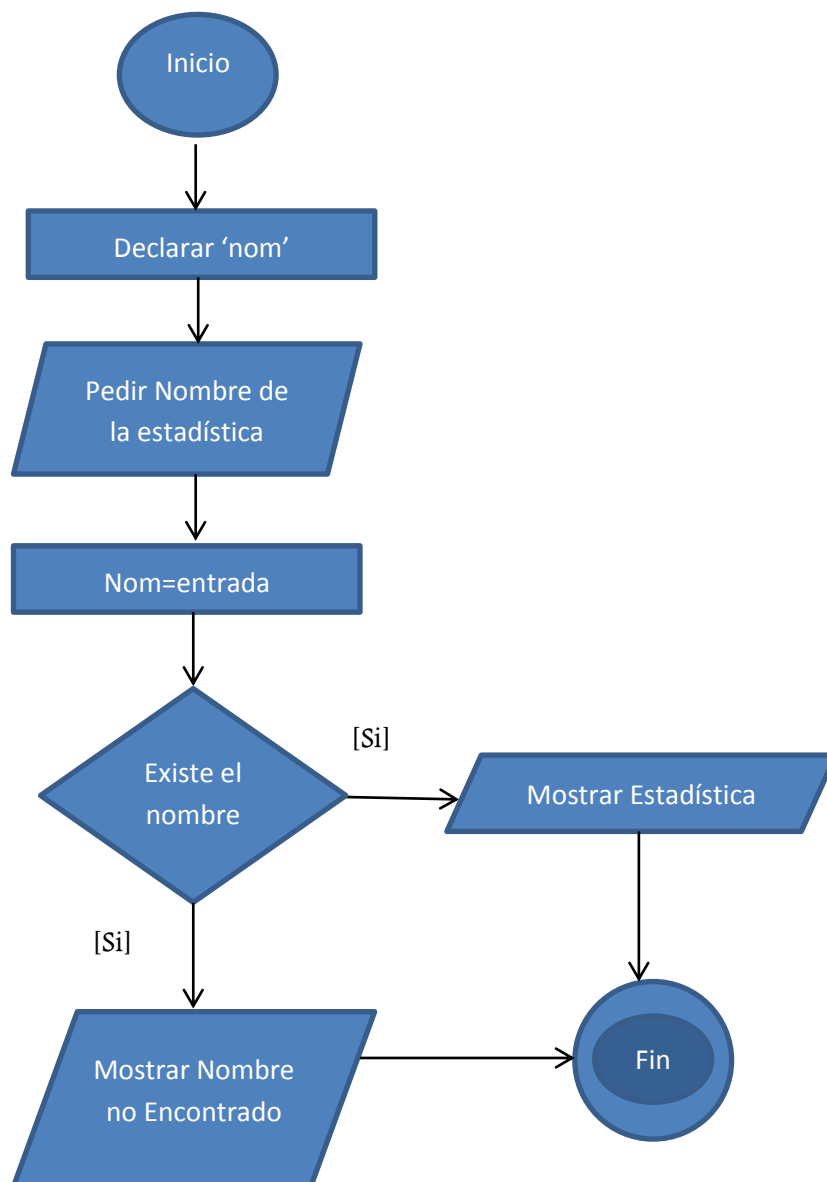 Inicio
Declarar ‘nom’
Pedir Nombre de
la estadística
Nom=entrada
Existe el
nombre
[Si]
Mostrar Estadística
[Si]
Mostrar Nombre
no Encontrado
Fin